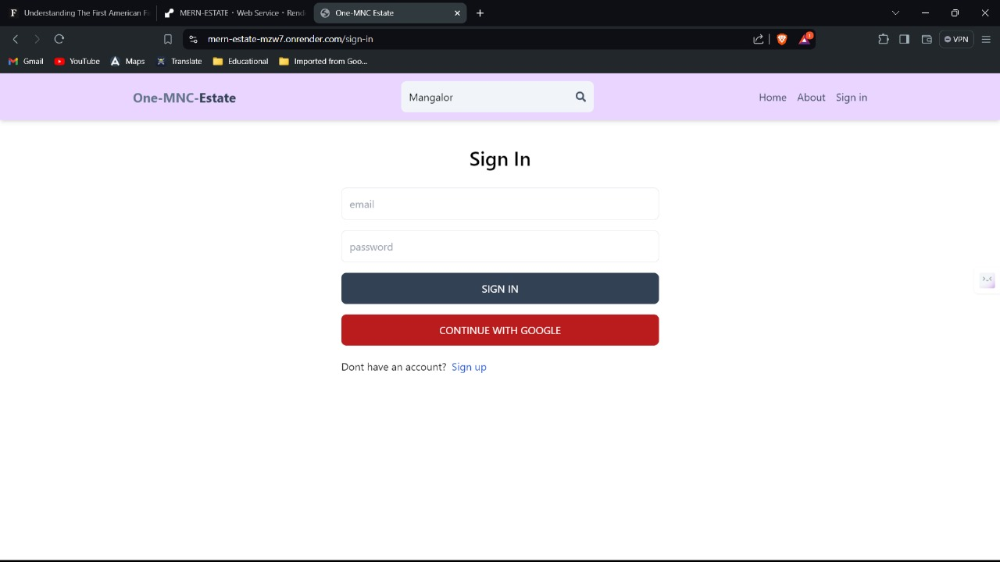 Understanding The First American Fi
MERN-ESTATE · Web Service · Rend
One-MNC Estate
mern-estate-mzw7.onrender.com/sign-in
1
VPN
Gmail
YouTube
Maps
Translate
Educational
Imported from Goo...
One-MNC-Estate
Mangalor
Home
About
Sign in
Sign In
email
password
SIGN IN
CONTINUE WITH GOOGLE
Dont have an account? Sign up